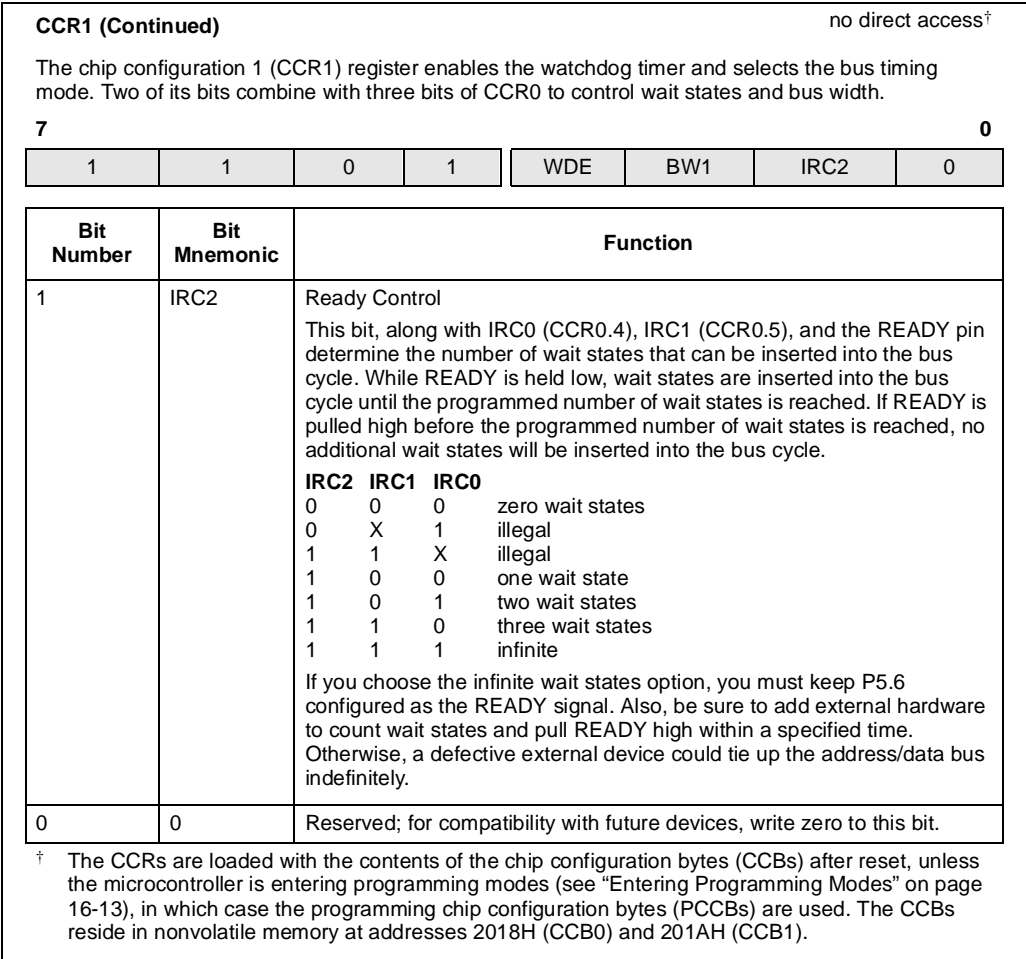 CCR1 (Continued) no direct access†
The chip configuration 1 (CCR1) register enables the watchdog timer and selects the bus timing
mode. Two of its bits combine with three bits of CCR0 to control wait states and bus width.
7 0
1 1 0 1 WDE BW1 IRC2 0
Bit Number Bit Mnemonic Function
1 IRC2 Ready Control
This bit, along with IRC0 (CCR0.4), IRC1 (CCR0.5), and the READY pin
determine the number of wait states that can be inserted into the bus
cycle. While READY is held low, wait states are inserted into the bus
cycle until the programmed number of wait states is reached. If READY is
pulled high before the programmed number of wait states is reached, no
additional wait states will be inserted into the bus cycle.
IRC2 IRC1 IRC0
0 0 0 zero wait states
0 X 1 illegal
1 1 X illegal
1 0 0 one wait state
1 0 1 two wait states
1 1 0 three wait states
1 1 1 infinite
If you choose the infinite wait states option, you must keep P5.6
configured as the READY signal. Also, be sure to add external hardware
to count wait states and pull READY high within a specified time.
Otherwise, a defective external device could tie up the address/data bus
indefinitely.
0 0 Reserved; for compatibility with future devices, write zero to this bit.
† The CCRs are loaded with the contents of the chip configuration bytes (CCBs) after reset, unless
the microcontroller is entering programming modes (see “Entering Programming Modes” on page
16-13), in which case the programming chip configuration bytes (PCCBs) are used. The CCBs
reside in nonvolatile memory at addresses 2018H (CCB0) and 201AH (CCB1).